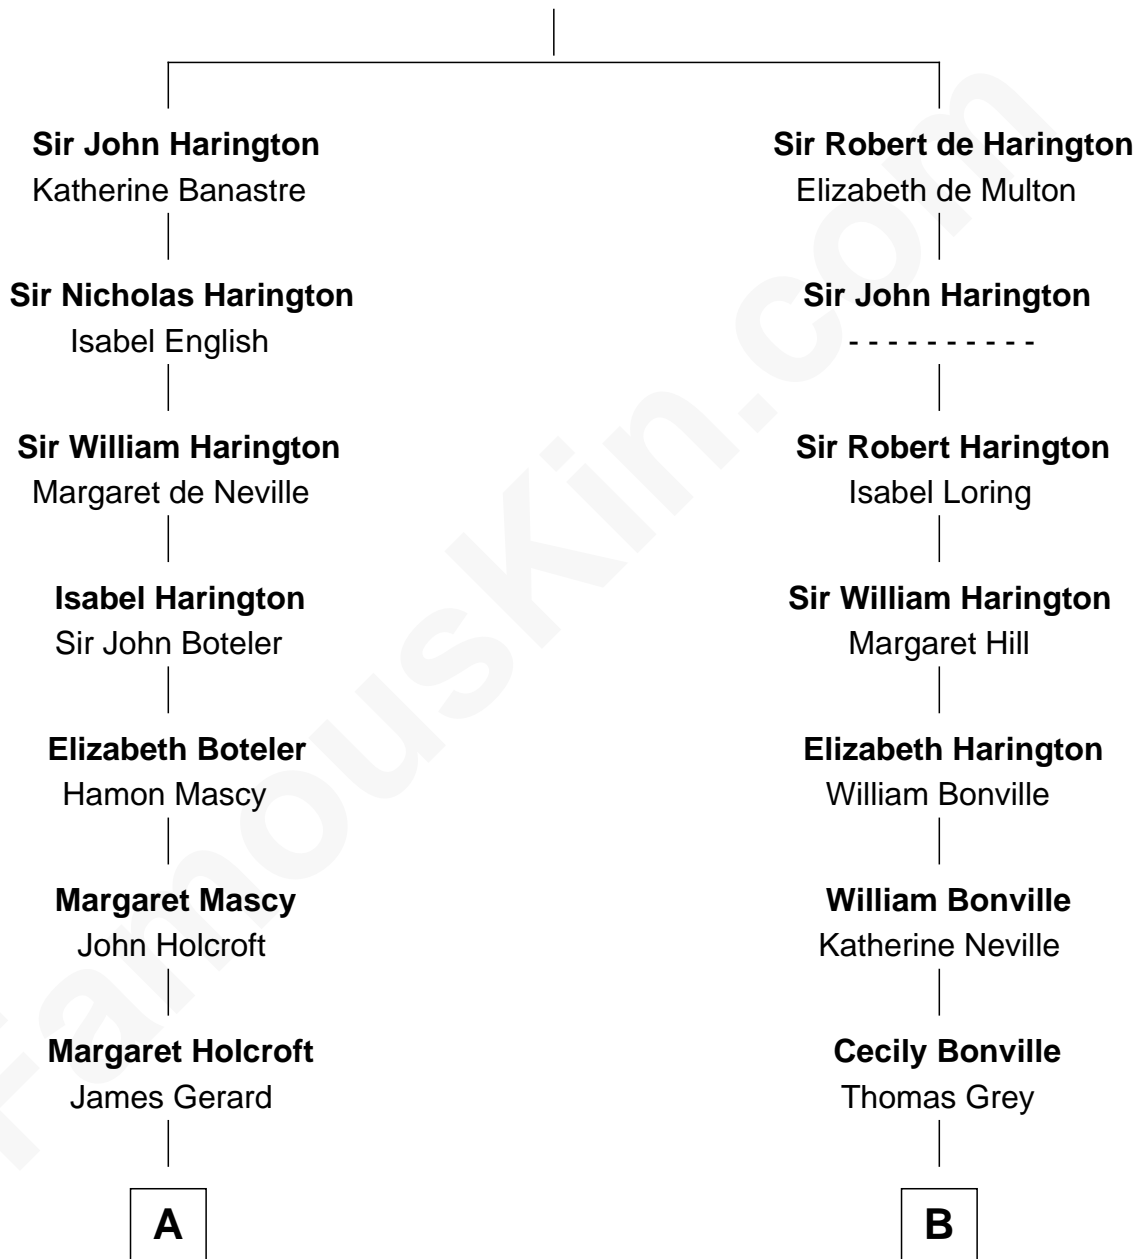 Sir John Harington
Katherine Banastre
Sir Nicholas Harington
Isabel English
Sir William Harington
Margaret de Neville
Isabel Harington
Sir John Boteler
Elizabeth Boteler
Hamon Mascy
Margaret Mascy
John Holcroft
Margaret Holcroft
James Gerard
A
Sir Robert de Harington
Elizabeth de Multon
Sir John Harington
- - - - - - - - - -
Sir Robert Harington
Isabel Loring
Sir William Harington
Margaret Hill
Elizabeth Harington
William Bonville
William Bonville
Katherine Neville
Cecily Bonville
Thomas Grey
B
FamousKin.com